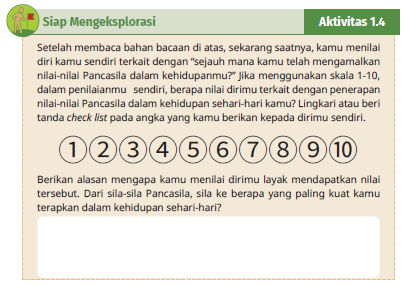 Siap Mengeksplorasi
Aktivitas 1.4
Setelah membaca bahan bacaan di atas, sekarang saatnya, kamu menilai
diri kamu sendiri terkait dengan “sejauh mana kamu telah mengamalkan
nilai-nilai Pancasila dalam kehidupanmu?” Jika menggunakan skala 1-10,
dalam penilaianmu sendiri, berapa nilai dirimu terkait dengan penerapan
nilai-nilai Pancasila dalam kehidupan sehari-hari kamu? Lingkari atau beri
tanda check list pada angka yang kamu berikan kepada dirimu sendiri.
1 2 3 4 5 6 7 8 9 10
Berikan alasan mengapa kamu menilai dirimu layak mendapatkan nilai
tersebut. Dari sila-sila Pancasila, sila ke berapa yang paling kuat kamu
terapkan dalam kehidupan sehari-hari?